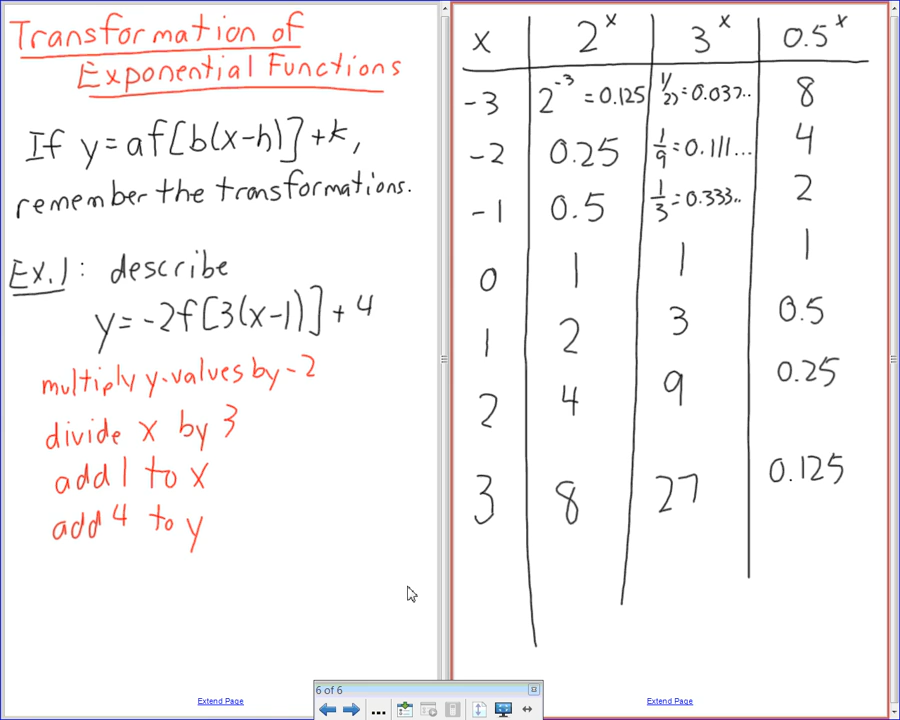 Transformation of
Exponential Functions
If y=af[b(x-h)]+k,
remember the transformations.
Ex.1: describe
y=-2f[3(x-1)]+4
multiply y-values by -2
divide x by 3
add 1 to x
add 4 to y
Extend Page
x 2^x 3^x 0.5^x
-3 2^-3 =0.125 1/27=0.037.. 8
-2 0.25 1/9=0.111... 4
-1 0.5 1/3=0.333.. 2
0 1 1 1
1 2 3 0.5
2 4 9 0.25
3 8 27 0.125
Extend Page
6 of 6